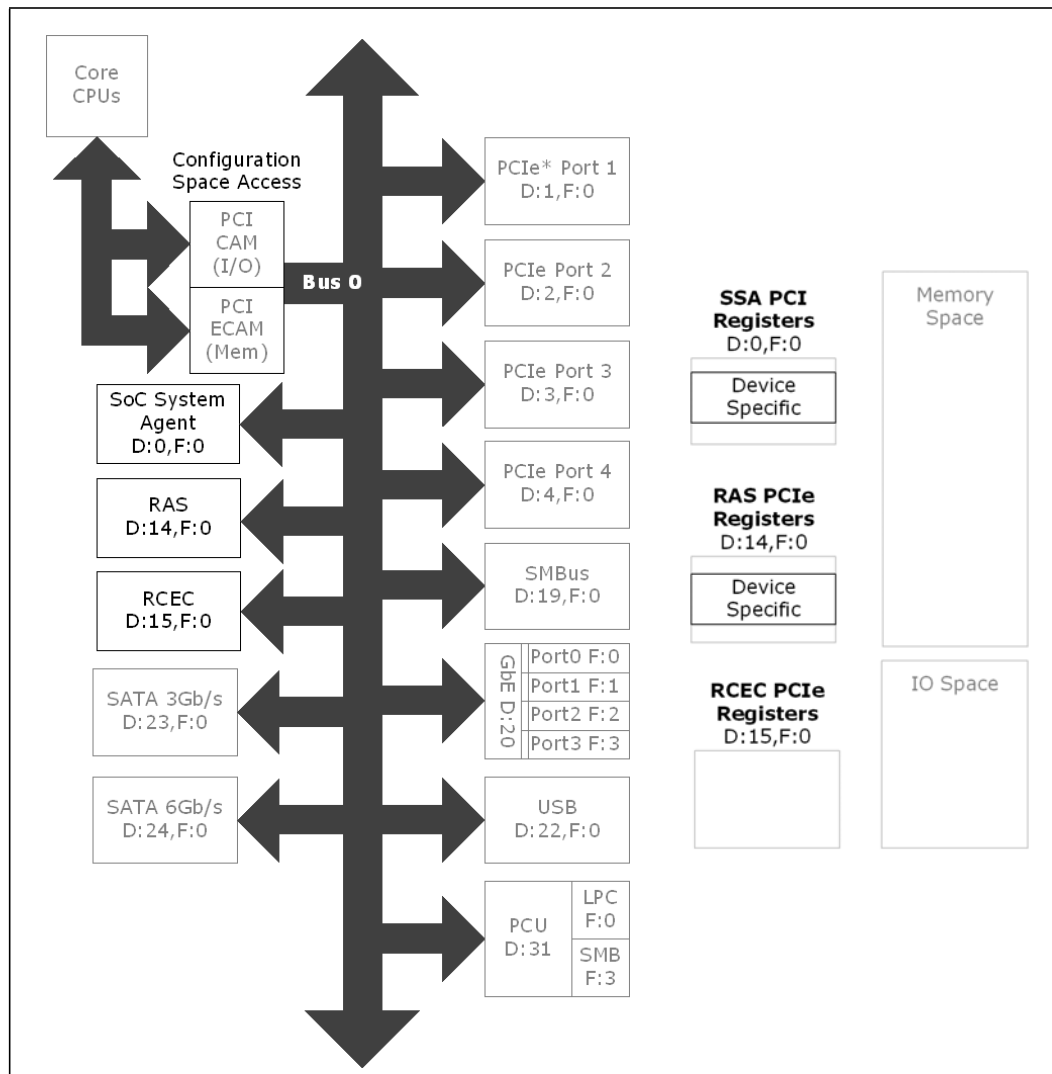 Core
CPUs
Configuration
Space Access
PCI
CAM
(I/O)
PCI
ECAM
(Mem)
Bus 0
SoC System
Agent
D:0,F:0
RAS
D:14,F:0
RCEC
D:15,F:0
SATA 3Gb/s
D:23,F:0
SATA 6Gb/s
D:24,F:0
PCIe* Port 1
D:1,F:0
PCIe Port 2
D:2,F:0
PCIe Port 3
D:3,F:0
PCIe Port 4
D:4,F:0
SMBus
D:19,F:0
GbE D:20
Port0 F:0
Port1 F:1
Port2 F:2
Port3 F:3
USB
D:22,F:0
PCU
D:31
LPC
F:0
SMB
F:3
SSA PCI
Registers
D:0,F:0
Device
Specific
RAS PCIe
Registers
D:14,F:0
Device
Specific
RCEC PCIe
Registers
D:15,F:0
Memory
Space
IO Space